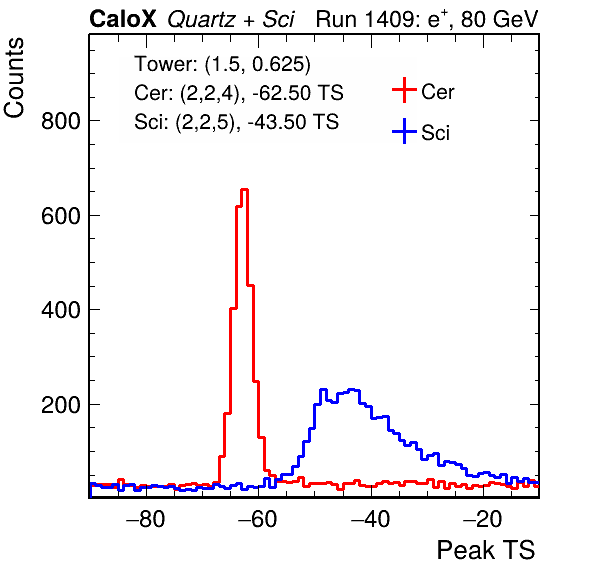 CaloX Quartz + Sci Run 1409: e⁺, 80 GeV
Tower: (1.5, 0.625)
Cer: (2,2,4), -62.50 TS
Sci: (2,2,5), -43.50 TS
Cer
Sci
Counts
800
600
400
200
−80 −60 −40 −20
Peak TS